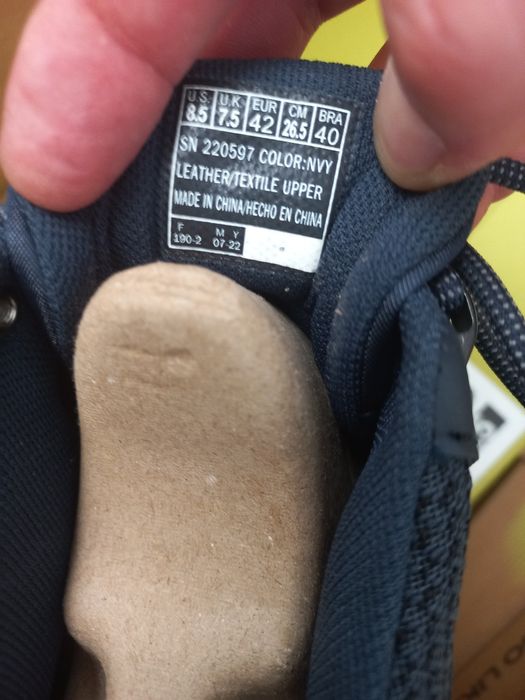 U.S. U.K EUR CM BRA
8.5 7.5 42 26.5 40
SN 220597 COLOR:NVY
LEATHER/TEXTILE UPPER
MADE IN CHINA/HECHO EN CHINA
F M Y
190-2 07-22